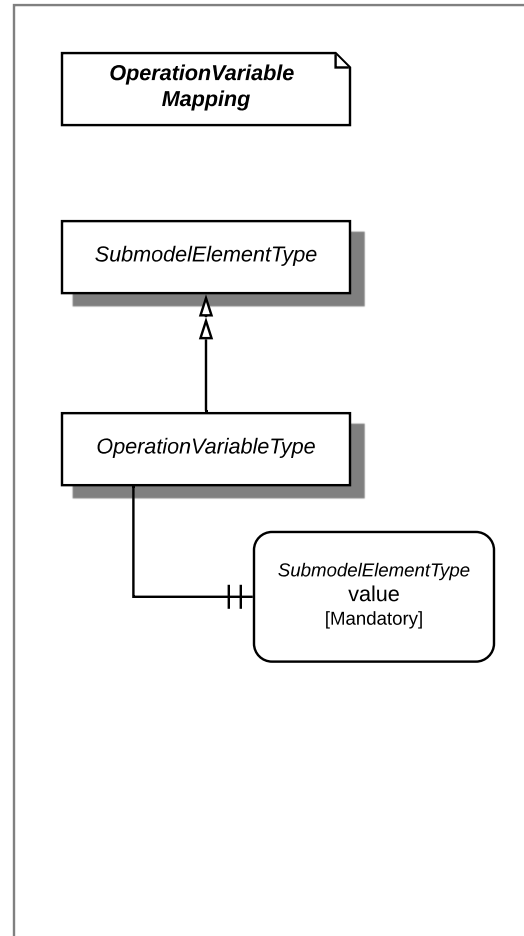 OperationVariable
Mapping
SubmodelElementType
OperationVariableType
SubmodelElementType
value
[Mandatory]